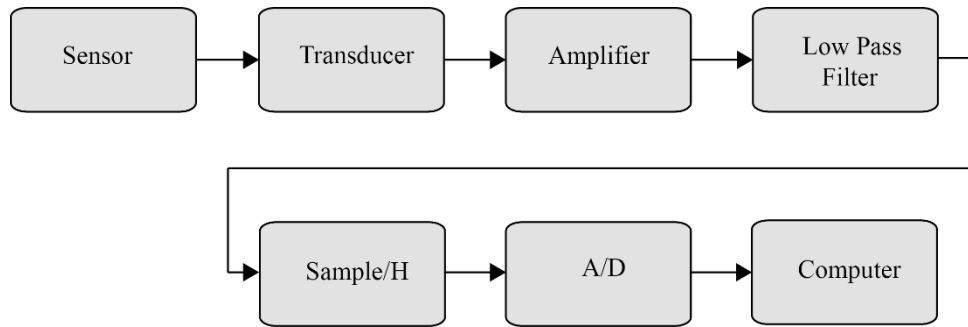 Sensor
Transducer
Amplifier
Low Pass
Filter
Sample/H
A/D
Computer